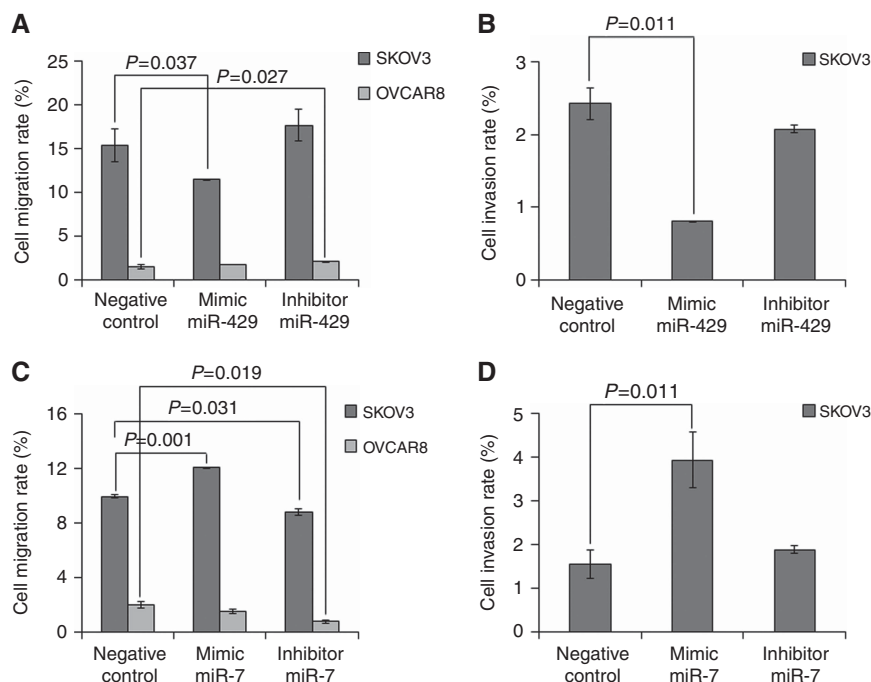 A
Cell migration rate (%)
25
20
15
10
5
0
P=0.037
P=0.027
SKOV3
OVCAR8
Negative
control
Mimic
miR-429
Inhibitor
miR-429
B
Cell invasion rate (%)
3
2
1
0
P=0.011
SKOV3
Negative
control
Mimic
miR-429
Inhibitor
miR-429
C
Cell migration rate (%)
16
12
8
4
0
P=0.019
P=0.031
P=0.001
SKOV3
OVCAR8
Negative
control
Mimic
miR-7
Inhibitor
miR-7
D
Cell invasion rate (%)
5
4
3
2
1
0
P=0.011
SKOV3
Negative
control
Mimic
miR-7
Inhibitor
miR-7